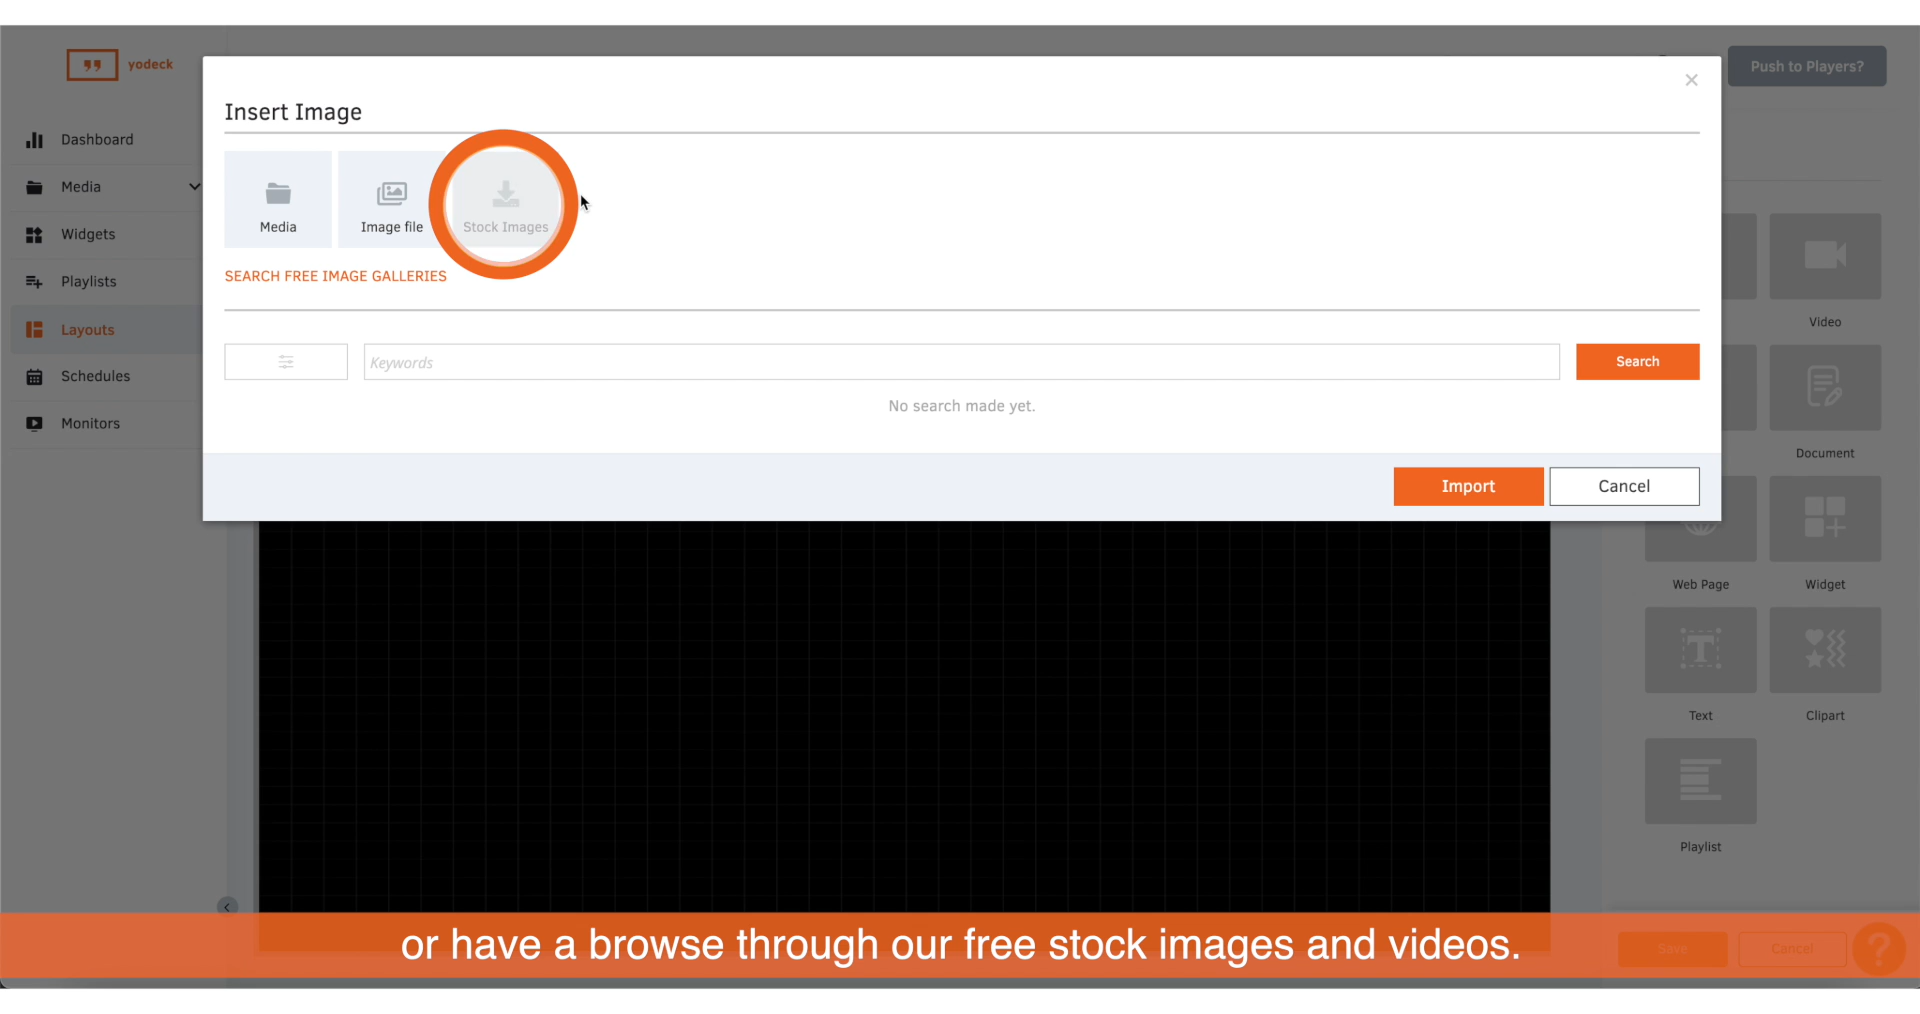 yodeck
Push to Players?
Insert Image
Dashboard
Media
Widgets
Playlists
Layouts
Schedules
Monitors
Media
Image file
Stock Images
SEARCH FREE IMAGE GALLERIES
Keywords
Search
No search made yet.
Import
Cancel
Video
Document
Web Page
Widget
Text
Clipart
Playlist
or have a browse through our free stock images and videos.
Save
Cancel
?